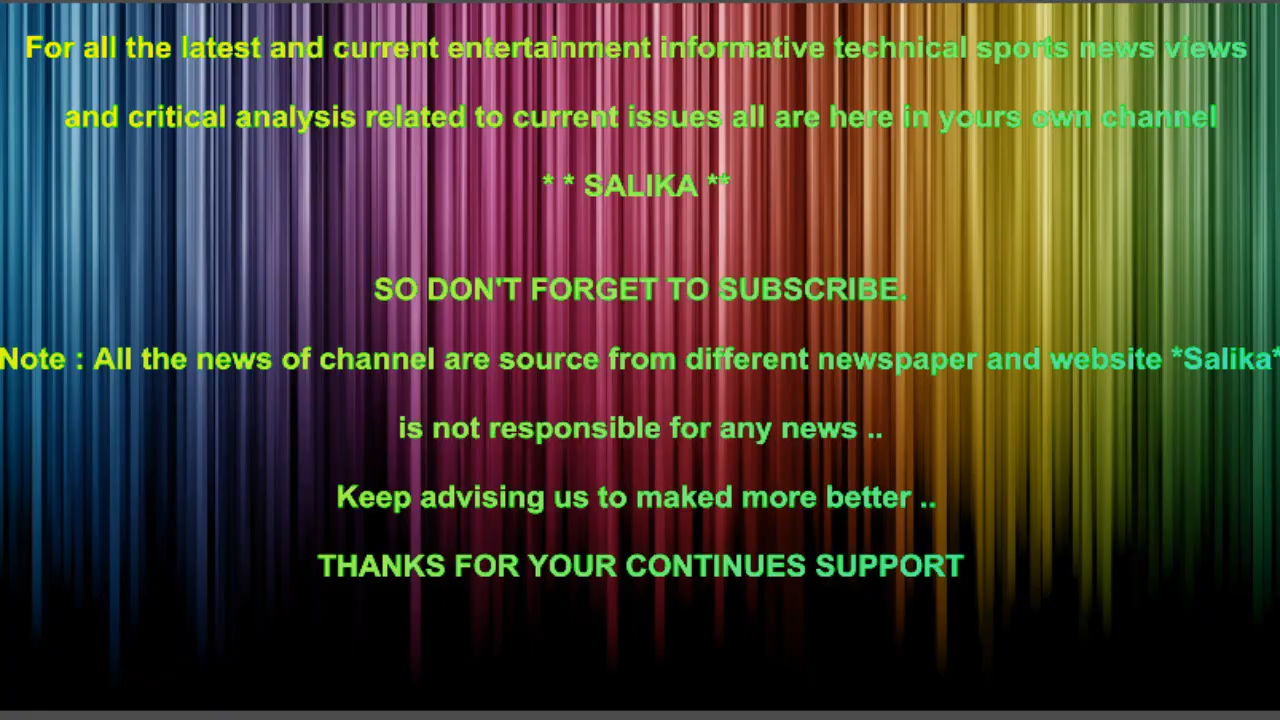 For all the latest and current entertainment informative technical sports news views
and critical analysis related to current issues all are here in yours own channel
* * SALIKA **
SO DON'T FORGET TO SUBSCRIBE.
Note : All the news of channel are source from different newspaper and website *Salika*
is not responsible for any news ..
Keep advising us to maked more better ..
THANKS FOR YOUR CONTINUES SUPPORT